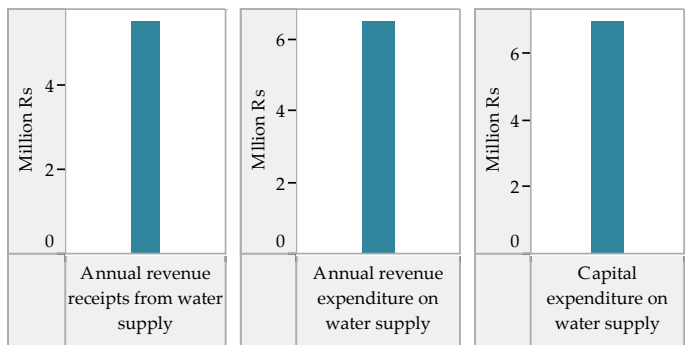 Million Rs
4
2
0
Annual revenue
receipts from water
supply
Mllion Rs
6
4
2
0
Annual revenue
expenditure on
water supply
Million Rs
6
4
2
0
Capital
expenditure on
water supply